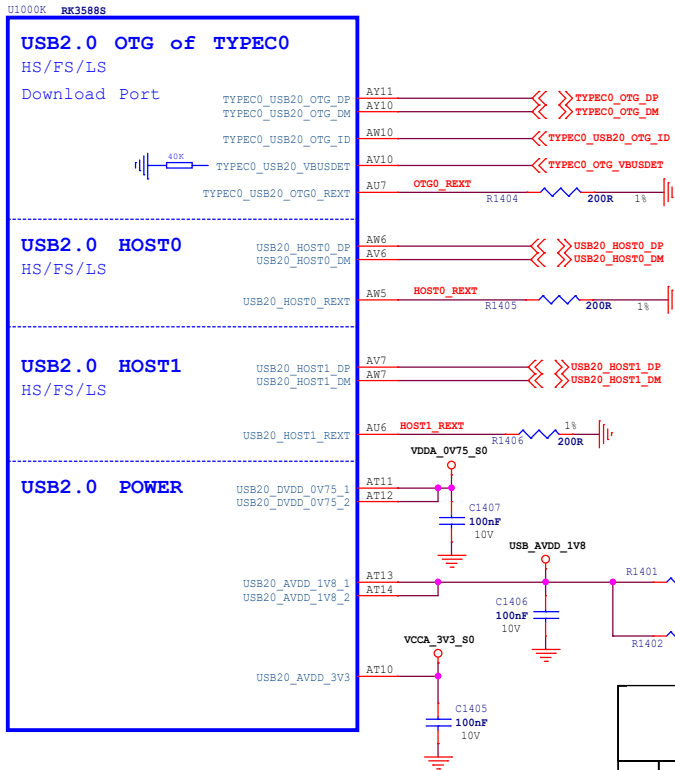 U1000K RK3588S
USB2.0 OTG of TYPEC0
HS/FS/LS
Download Port
TYPEC0_USB20_OTG_DP AY11 TYPEC0_OTG_DP
TYPEC0_USB20_OTG_DM AY10 TYPEC0_OTG_DM
TYPEC0_USB20_OTG_ID AW10 TYPEC0_USB20_OTG_ID
40K TYPEC0_USB20_VBUSDET AV10 TYPEC0_OTG_VBUSDET
TYPEC0_USB20_OTG0_REXT AU7 OTG0_REXT R1404 200R 1%
USB2.0 HOST0
HS/FS/LS
USB20_HOST0_DP AW6 USB20_HOST0_DP
USB20_HOST0_DM AV6 USB20_HOST0_DM
USB20_HOST0_REXT AW5 HOST0_REXT R1405 200R 1%
USB2.0 HOST1
HS/FS/LS
USB20_HOST1_DP AV7 USB20_HOST1_DP
USB20_HOST1_DM AW7 USB20_HOST1_DM
USB20_HOST1_REXT AU6 HOST1_REXT R1406 1% 200R
VDDA_0V75_S0
USB2.0 POWER
USB20_DVDD_0V75_1 AT11
USB20_DVDD_0V75_2 AT12
C1407
100nF
10V
USB_AVDD_1V8
USB20_AVDD_1V8_1 AT13 R1401
USB20_AVDD_1V8_2 AT14
C1406
100nF
10V
R1402
VCCA_3V3_S0
USB20_AVDD_3V3 AT10
C1405
100nF
10V